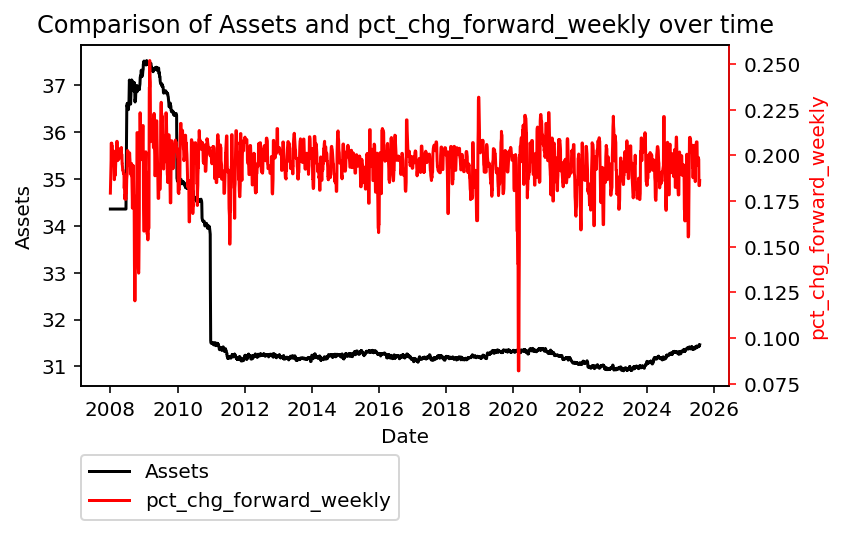 Comparison of Assets and pct_chg_forward_weekly over time
Assets
37
36
35
34
33
32
31
0.250
0.225
0.200
0.175
0.150
0.125
0.100
0.075
pct_chg_forward_weekly
2008 2010 2012 2014 2016 2018 2020 2022 2024 2026
Date
Assets
pct_chg_forward_weekly